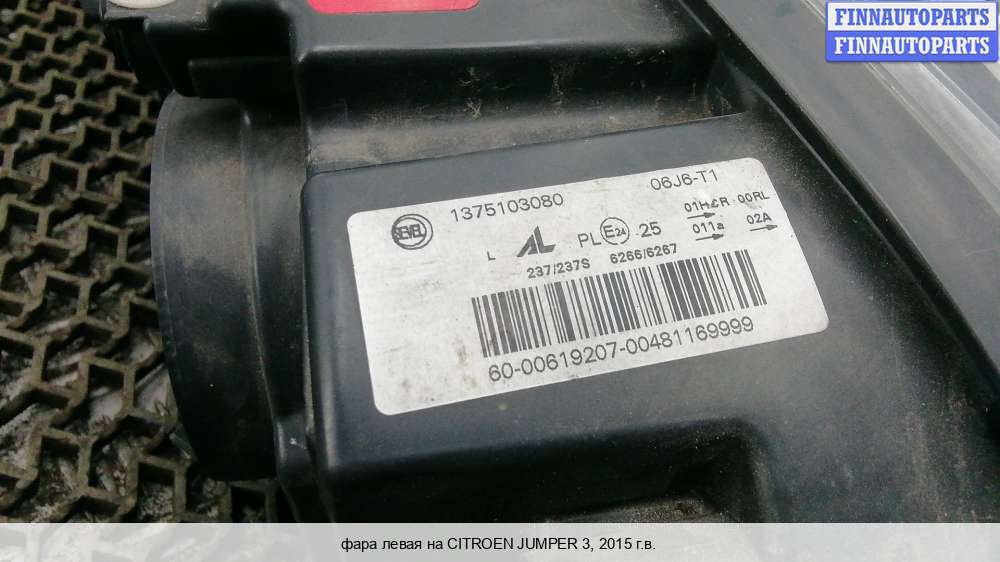 FINNAUTOPARTS
FINNAUTOPARTS
06J6-T1
1375103080
SEVEL
01HCR 00RL
L AL PL E24 25 011a 02A
237/237S 6266/6267
60-00619207-00481169999
фара левая на CITROEN JUMPER 3, 2015 г.в.